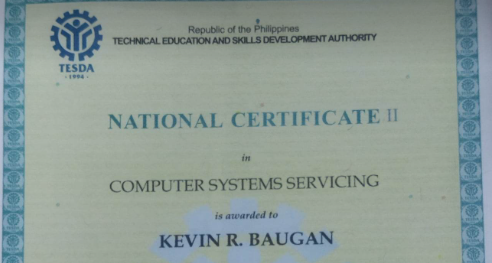 Republic of the Philippines
TECHNICAL EDUCATION AND SKILLS DEVELOPMENT AUTHORITY
TESDA
- 1994 -
NATIONAL CERTIFICATE II
in
COMPUTER SYSTEMS SERVICING
is awarded to
KEVIN R. BAUGAN